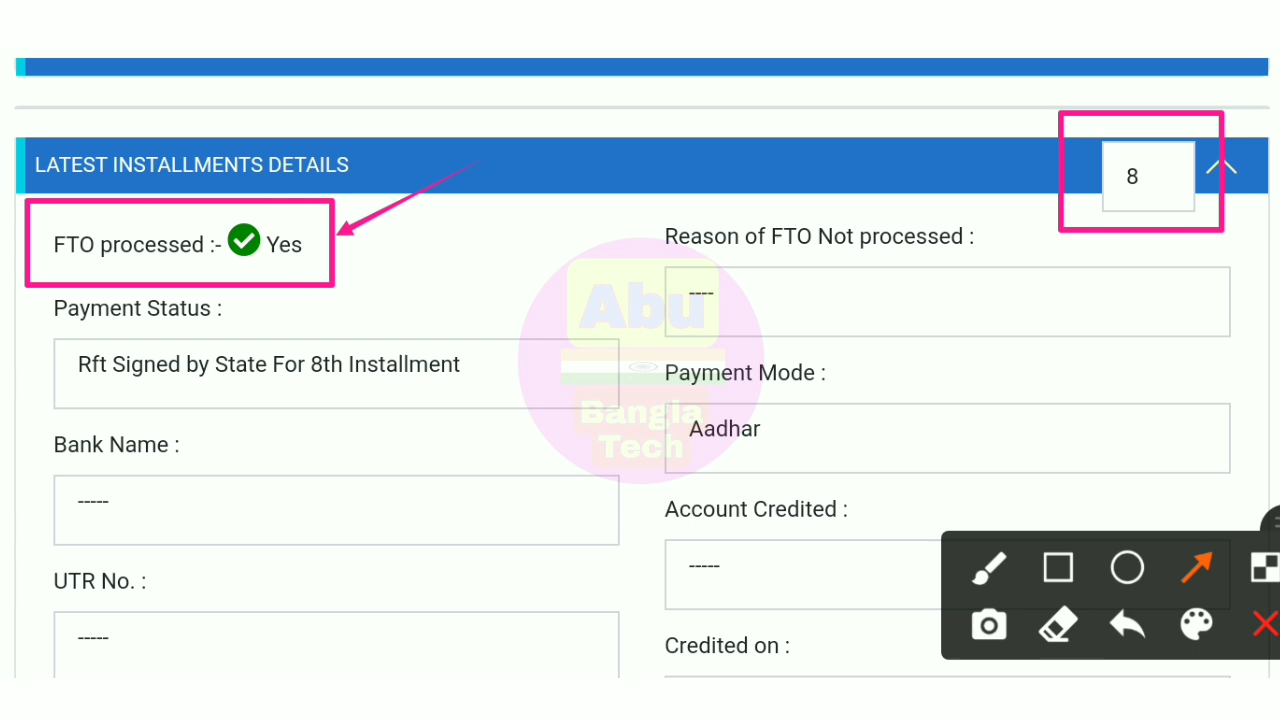 LATEST INSTALLMENTS DETAILS
8
FTO processed :- Yes
Reason of FTO Not processed :
----
Payment Status :
Rft Signed by State For 8th Installment
Payment Mode :
Aadhar
Bank Name :
-----
Account Credited :
-----
UTR No. :
-----
Credited on :
Abu
Bangla
Tech